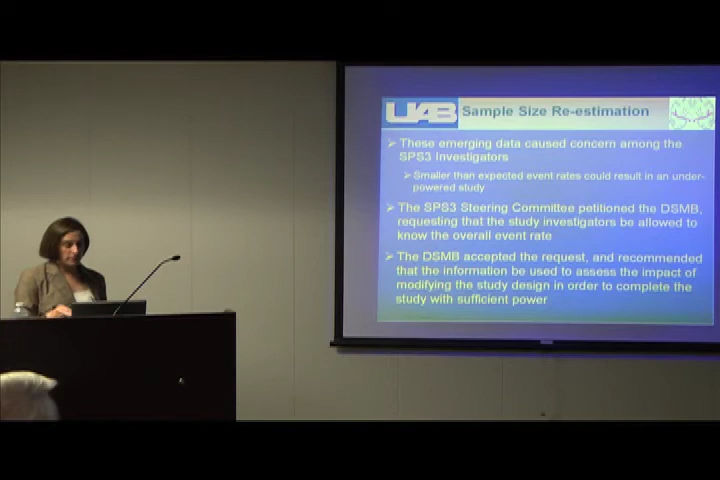 UAB
Sample Size Re-estimation
These emerging data caused concern among the
SPS3 Investigators
Smaller than expected event rates could result in an under-
powered study
The SPS3 Steering Committee petitioned the DSMB,
requesting that the study investigators be allowed to
know the overall event rate
The DSMB accepted the request, and recommended
that the information be used to assess the impact of
modifying the study design in order to complete the
study with sufficient power